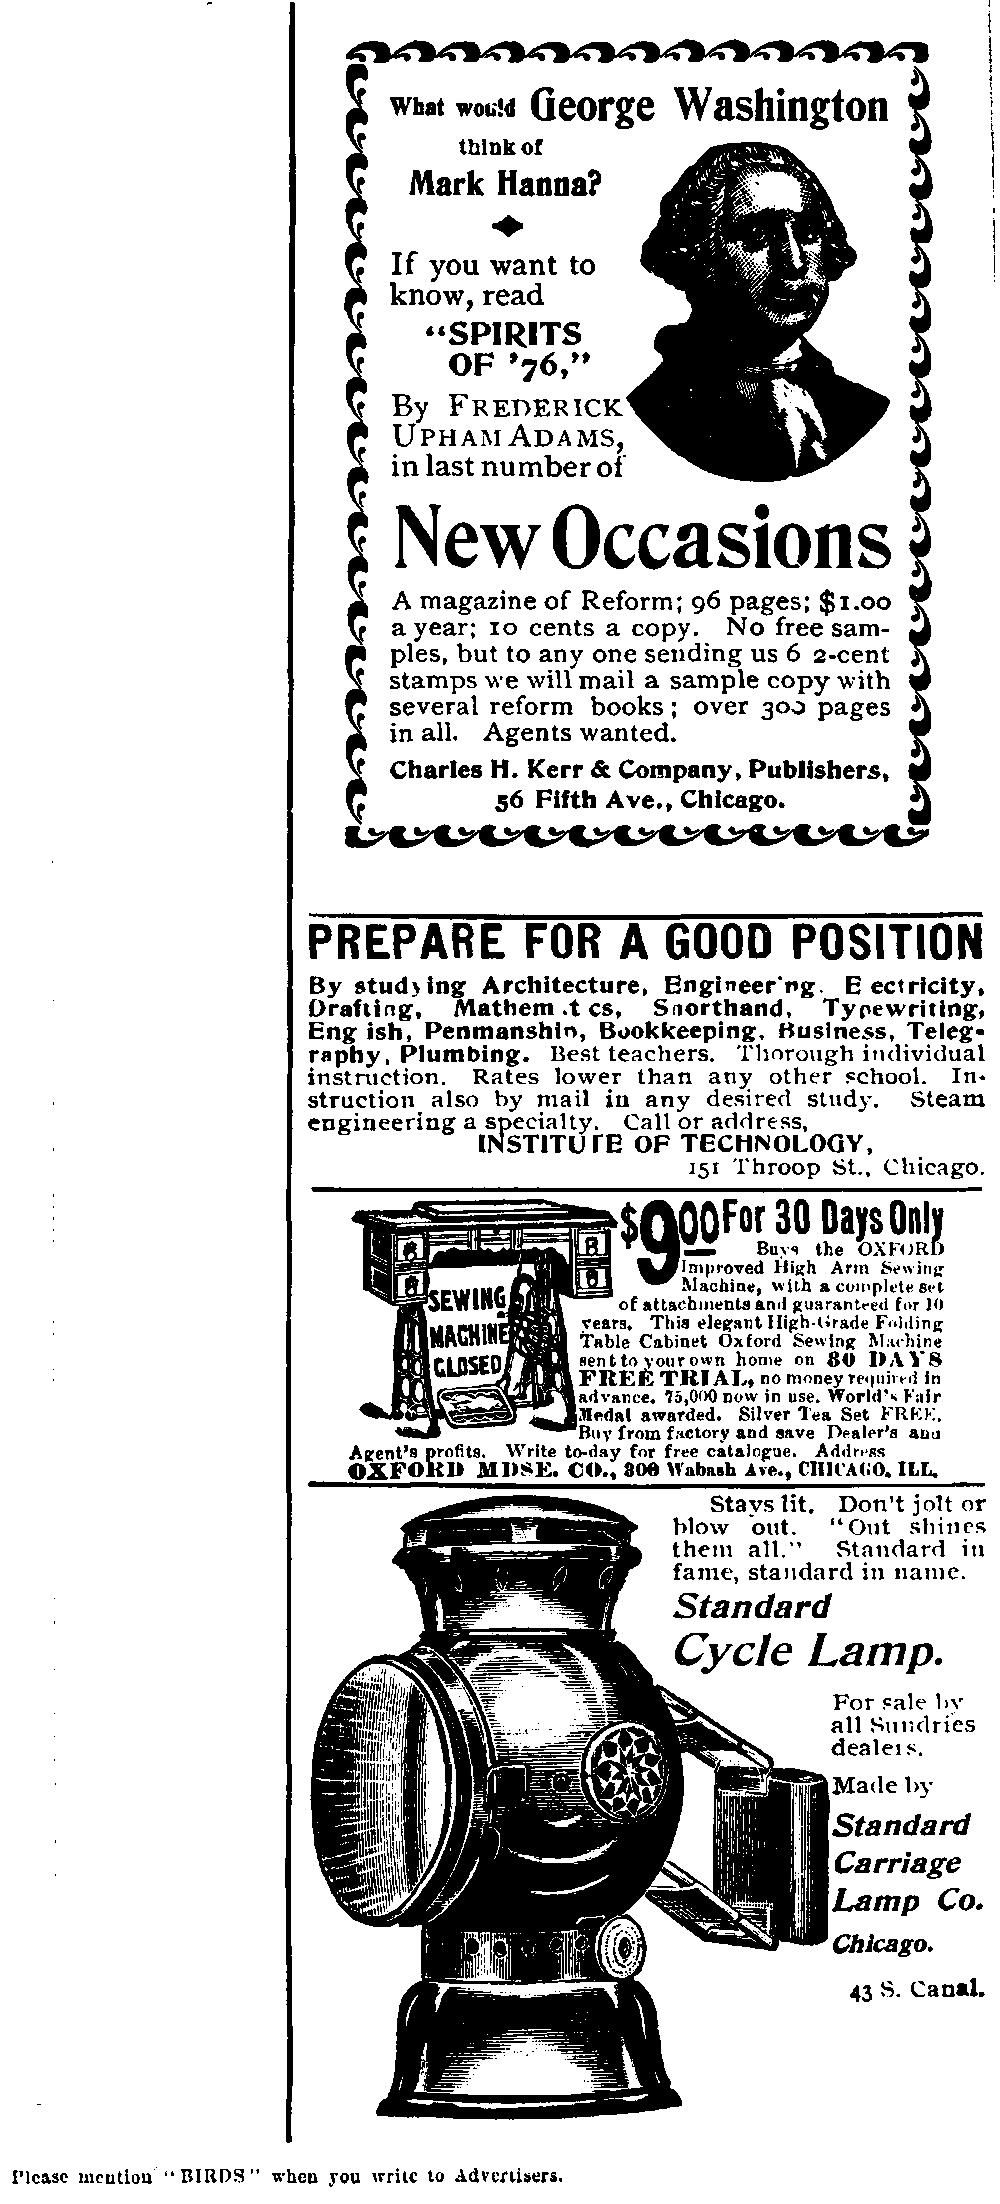 What would George Washington
think of
Mark Hanna?
If you want to
know, read
"SPIRITS
OF '76,"
By FREDERICK
UPHAM ADAMS,
in last number of
New Occasions
A magazine of Reform; 96 pages; $1.00
a year; 10 cents a copy. No free sam-
ples, but to any one sending us 6 2-cent
stamps we will mail a sample copy with
several reform books; over 300 pages
in all. Agents wanted.
Charles H. Kerr & Company, Publishers,
56 Fifth Ave., Chicago.
PREPARE FOR A GOOD POSITION
By studying Architecture, Engineering, Electricity,
Drafting, Mathematics, Shorthand, Typewriting,
English, Penmanship, Bookkeeping, Business, Teleg-
raphy, Plumbing. Best teachers. Thorough individual
instruction. Rates lower than any other school. In-
struction also by mail in any desired study. Steam
engineering a specialty. Call or address,
INSTITUTE OF TECHNOLOGY,
151 Throop St., Chicago.
SEWING
MACHINE
CLOSED
$9.00 For 30 Days Only
Buys the OXFORD
Improved High Arm Sewing
Machine, with a complete set
of attachments and guaranteed for 10
years. This elegant High-Grade Folding
Table Cabinet Oxford Sewing Machine
sent to your own home on 30 DAYS
FREE TRIAL, no money required in
advance. 75,000 now in use. World's Fair
Medal awarded. Silver Tea Set FREE.
Buy from factory and save Dealer's and
Agent's profits. Write to-day for free catalogue. Address
OXFORD MDSE. CO., 300 Wabash Ave., CHICAGO, ILL.
Stays lit. Don't jolt or
blow out. "Out shines
them all." Standard in
fame, standard in name.
Standard
Cycle Lamp.
For sale by
all Sundries
dealers.
Made by
Standard
Carriage
Lamp Co.
Chicago.
43 S. Canal.
Please mention "BIRDS" when you write to Advertisers.